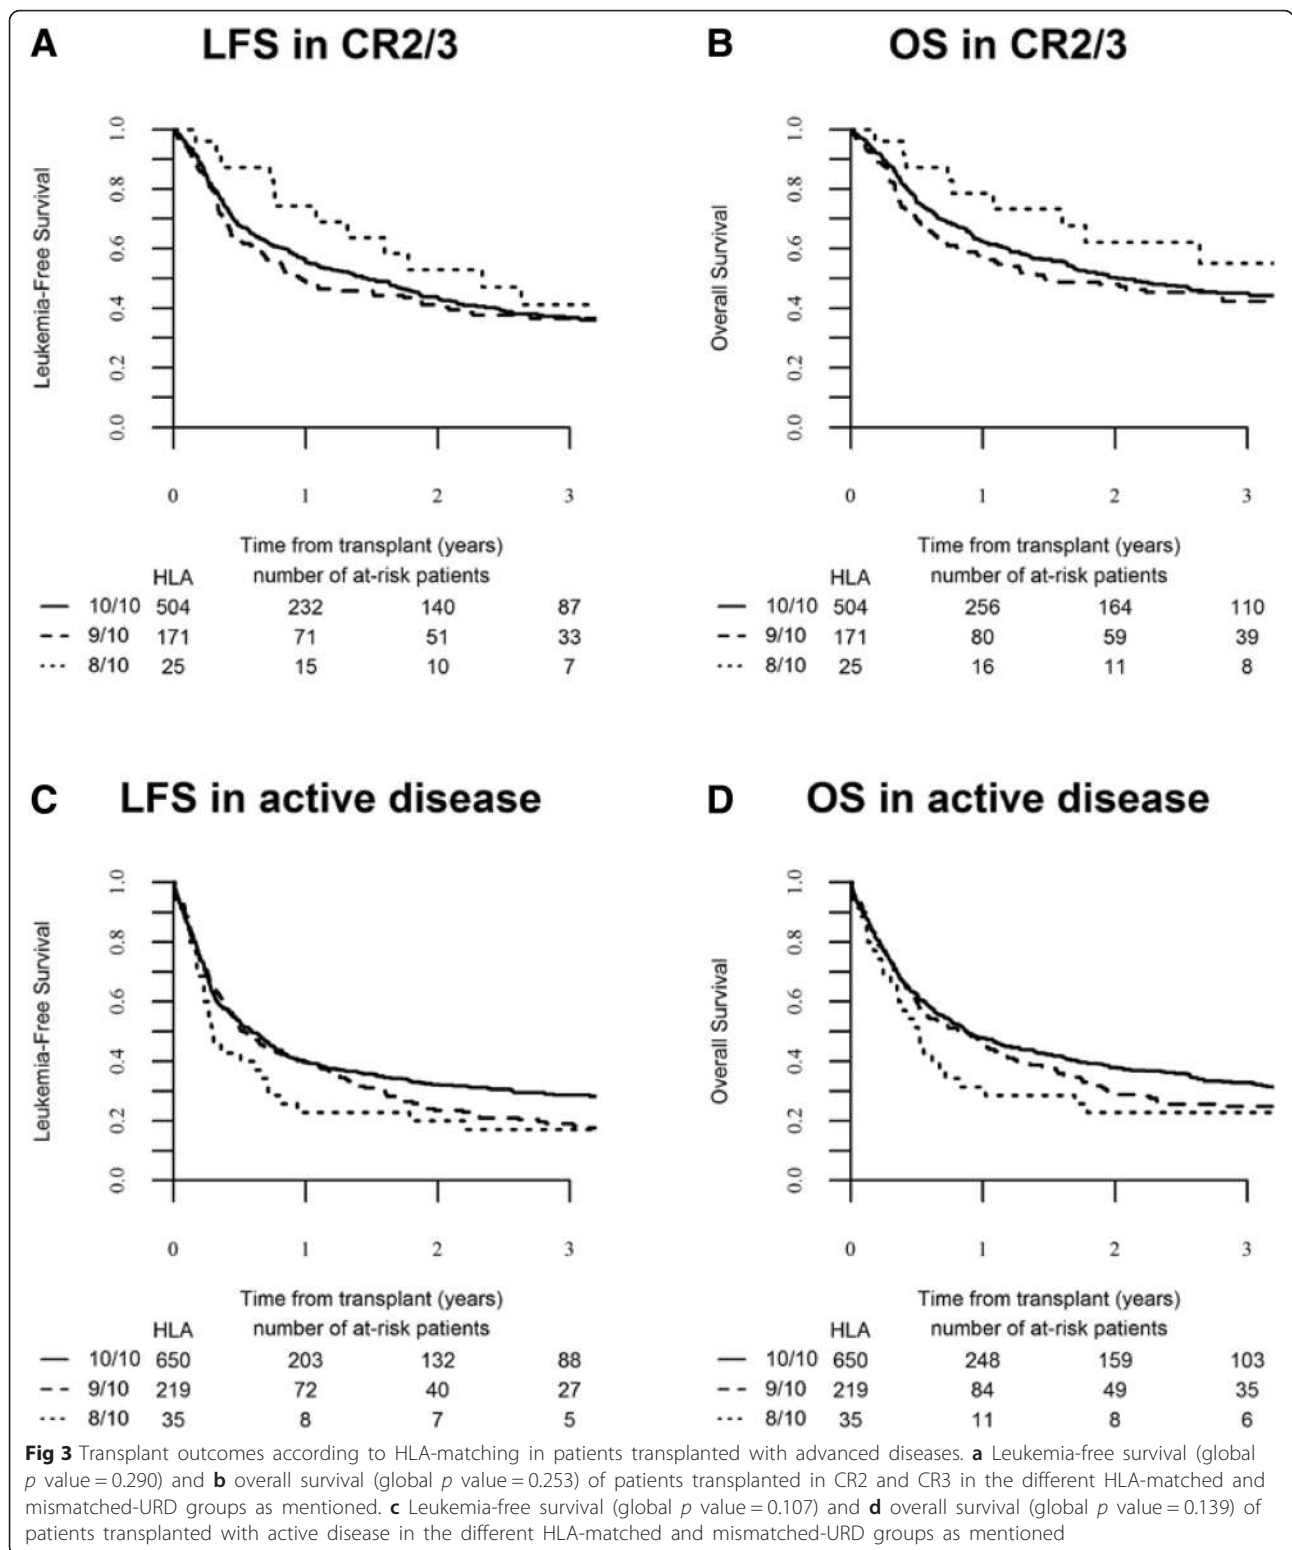 A LFS in CR2/3
Leukemia-Free Survival
1.0
0.8
0.6
0.4
0.2
0.0
0 1 2 3
Time from transplant (years)
HLA number of at-risk patients
10/10 504 232 140 87
9/10 171 71 51 33
8/10 25 15 10 7
B OS in CR2/3
Overall Survival
1.0
0.8
0.6
0.4
0.2
0.0
0 1 2 3
Time from transplant (years)
HLA number of at-risk patients
10/10 504 256 164 110
9/10 171 80 59 39
8/10 25 16 11 8
C LFS in active disease
Leukemia-Free Survival
1.0
0.8
0.6
0.4
0.2
0.0
0 1 2 3
Time from transplant (years)
HLA number of at-risk patients
10/10 650 203 132 88
9/10 219 72 40 27
8/10 35 8 7 5
D OS in active disease
Overall Survival
1.0
0.8
0.6
0.4
0.2
0.0
0 1 2 3
Time from transplant (years)
HLA number of at-risk patients
10/10 650 248 159 103
9/10 219 84 49 35
8/10 35 11 8 6
Fig 3 Transplant outcomes according to HLA-matching in patients transplanted with advanced diseases. a Leukemia-free survival (global
p value = 0.290) and b overall survival (global p value = 0.253) of patients transplanted in CR2 and CR3 in the different HLA-matched and
mismatched-URD groups as mentioned. c Leukemia-free survival (global p value = 0.107) and d overall survival (global p value = 0.139) of
patients transplanted with active disease in the different HLA-matched and mismatched-URD groups as mentioned